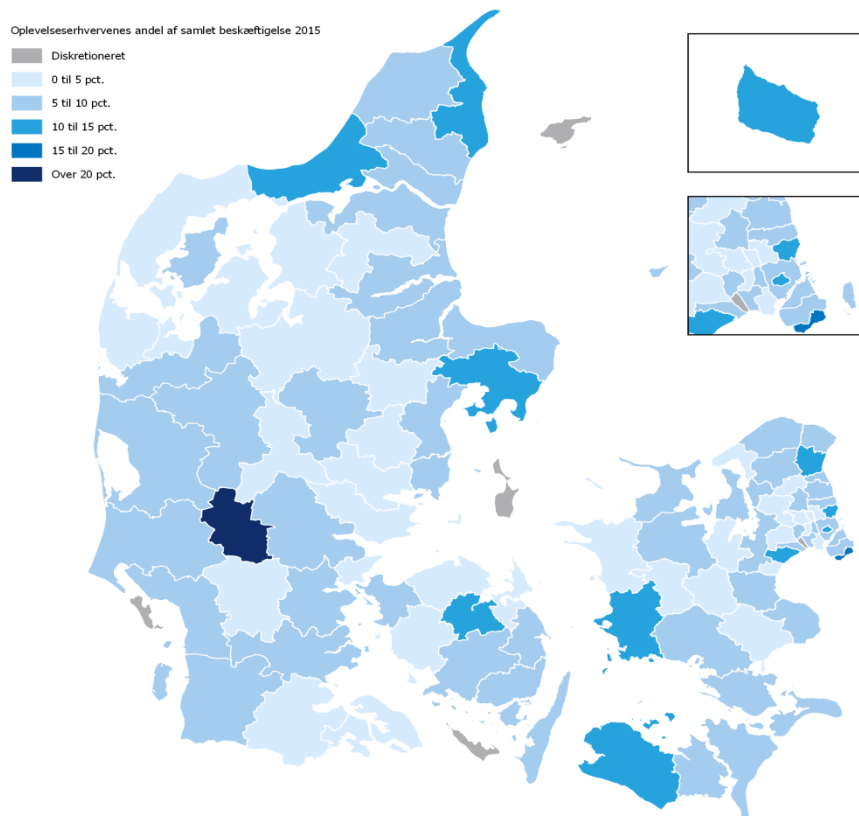 Oplevelseserhvervenes andel af samlet beskæftigelse 2015
Diskretioneret
0 til 5 pct.
5 til 10 pct.
10 til 15 pct.
15 til 20 pct.
Over 20 pct.